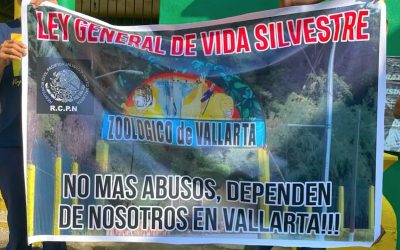 LEY GENERAL DE VIDA SILVESTRE
R.C.P.N
ZOOLOGICO de VALLARTA
NO MAS ABUSOS, DEPENDEN
DE NOSOTROS EN VALLARTA!!!